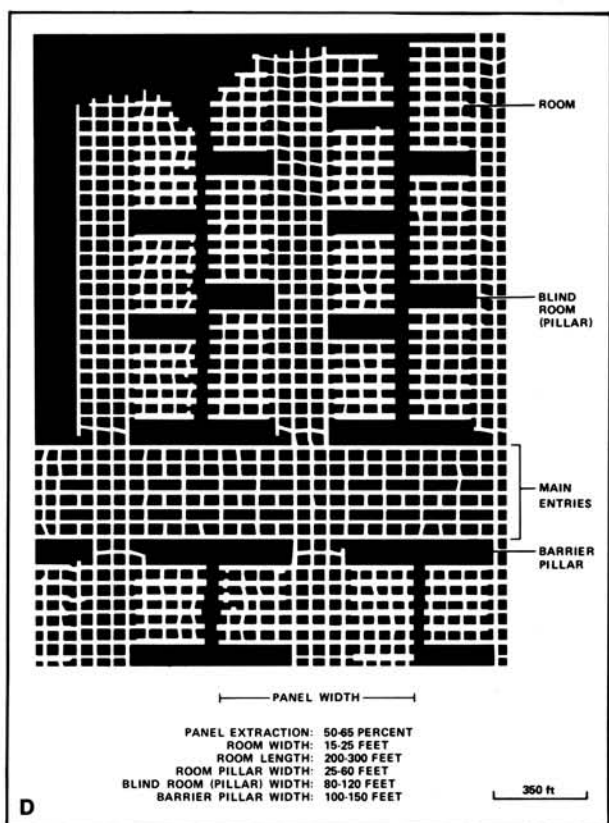 ROOM
BLIND
ROOM
(PILLAR)
MAIN
ENTRIES
BARRIER
PILLAR
PANEL WIDTH
PANEL EXTRACTION: 50-65 PERCENT
ROOM WIDTH: 15-25 FEET
ROOM LENGTH: 200-300 FEET
ROOM PILLAR WIDTH: 25-60 FEET
BLIND ROOM (PILLAR) WIDTH: 80-120 FEET
BARRIER PILLAR WIDTH: 100-150 FEET
350 ft
D